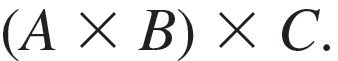 (A × B) × C.